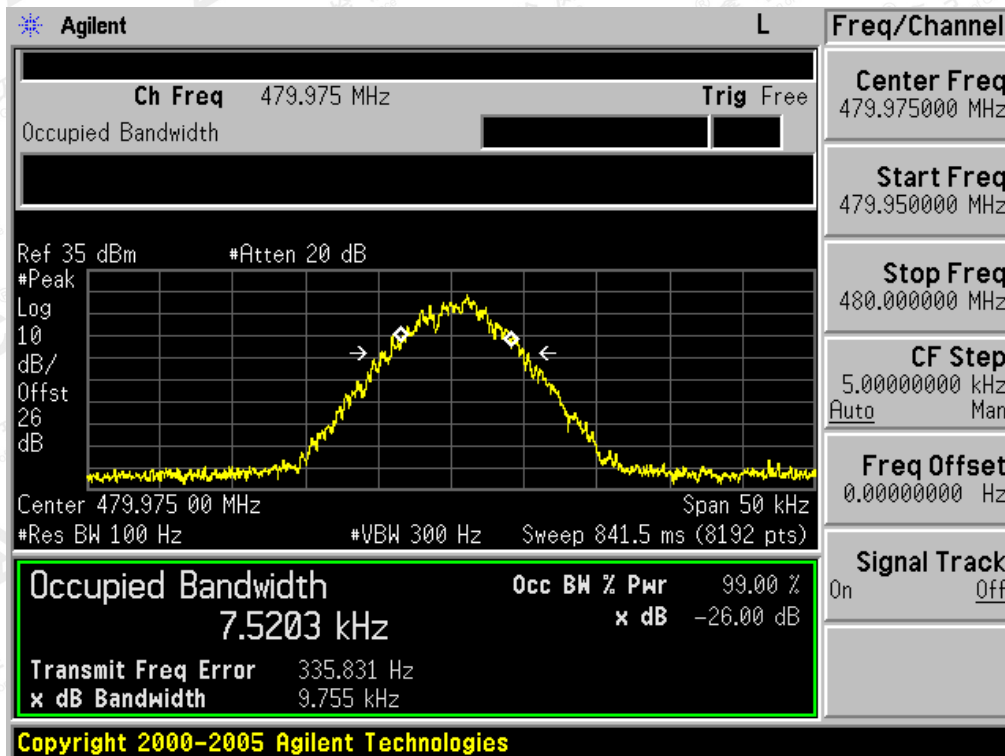 Agilent L Freq/Channel
Ch Freq 479.975 MHz Trig Free
Occupied Bandwidth
Center Freq
479.975000 MHz
Start Freq
479.950000 MHz
Stop Freq
480.000000 MHz
CF Step
5.00000000 kHz
Auto Man
Freq Offset
0.00000000 Hz
Signal Track
On Off
Ref 35 dBm #Atten 20 dB
#Peak
Log
10
dB/
Offst
26
dB
Center 479.975 00 MHz Span 50 kHz
#Res BW 100 Hz #VBW 300 Hz Sweep 841.5 ms (8192 pts)
Occupied Bandwidth Occ BW % Pwr 99.00 %
7.5203 kHz x dB -26.00 dB
Transmit Freq Error 335.831 Hz
x dB Bandwidth 9.755 kHz
Copyright 2000-2005 Agilent Technologies